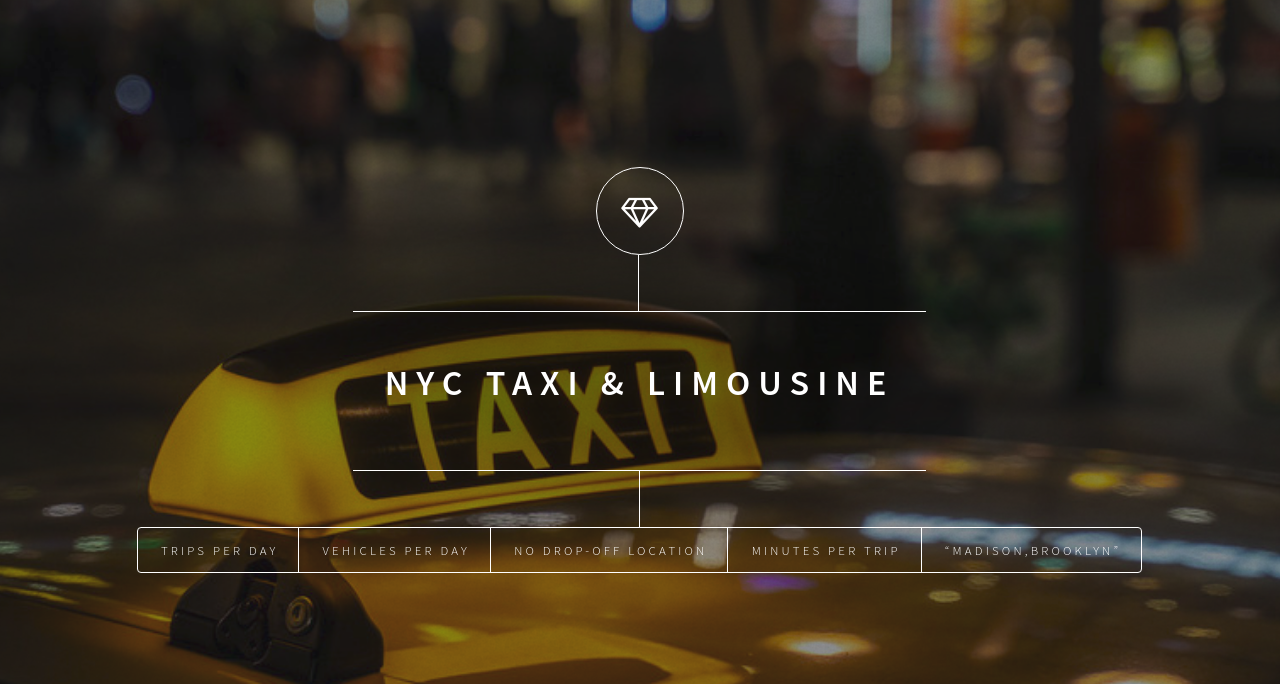 NYC TAXI & LIMOUSINE
TAXI
TRIPS PER DAY
VEHICLES PER DAY
NO DROP-OFF LOCATION
MINUTES PER TRIP
“MADISON,BROOKLYN”